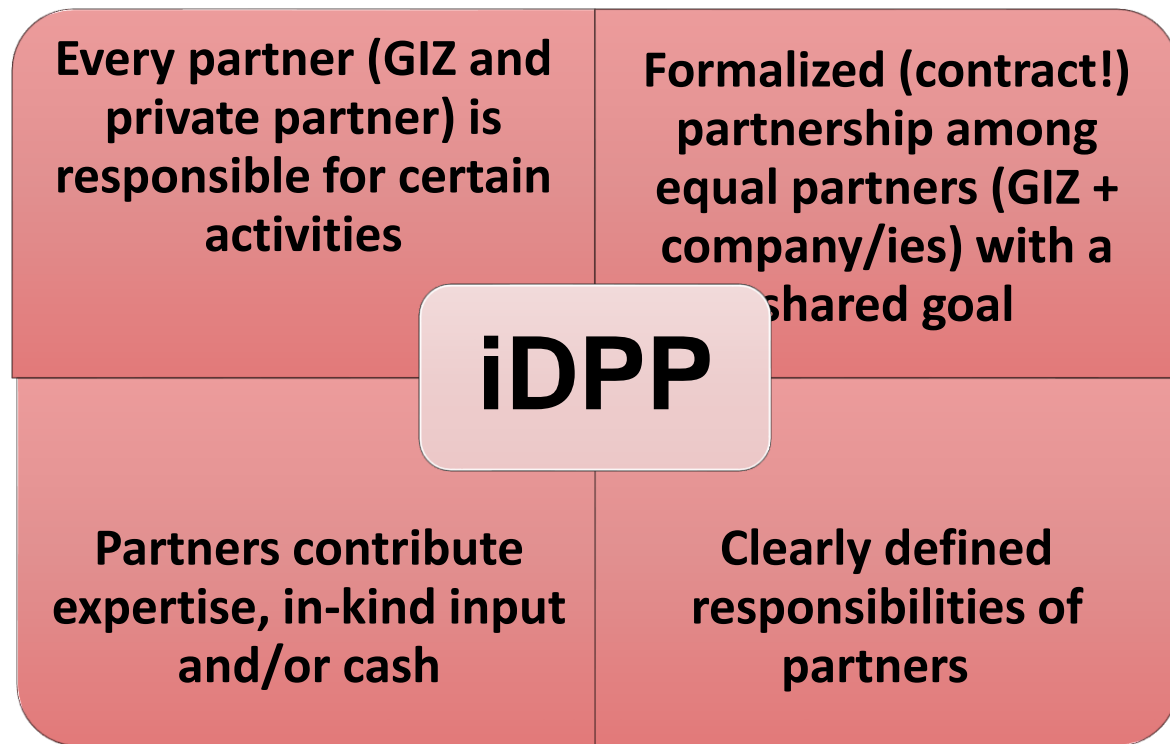 Every partner (GIZ and
private partner) is
responsible for certain
activities
Formalized (contract!)
partnership among
equal partners (GIZ +
company/ies) with a
shared goal
iDPP
Partners contribute
expertise, in-kind input
and/or cash
Clearly defined
responsibilities of
partners